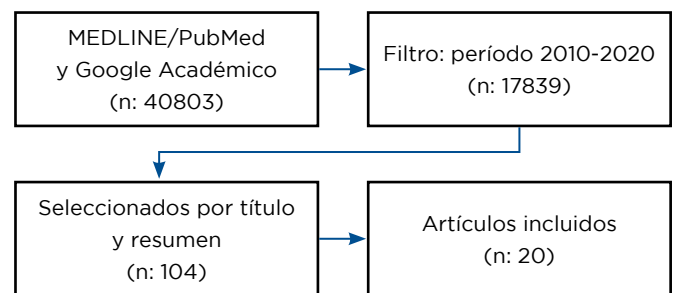 MEDLINE/PubMed
y Google Académico
(n: 40803)
Filtro: período 2010-2020
(n: 17839)
Seleccionados por título
y resumen
(n: 104)
Artículos incluidos
(n: 20)